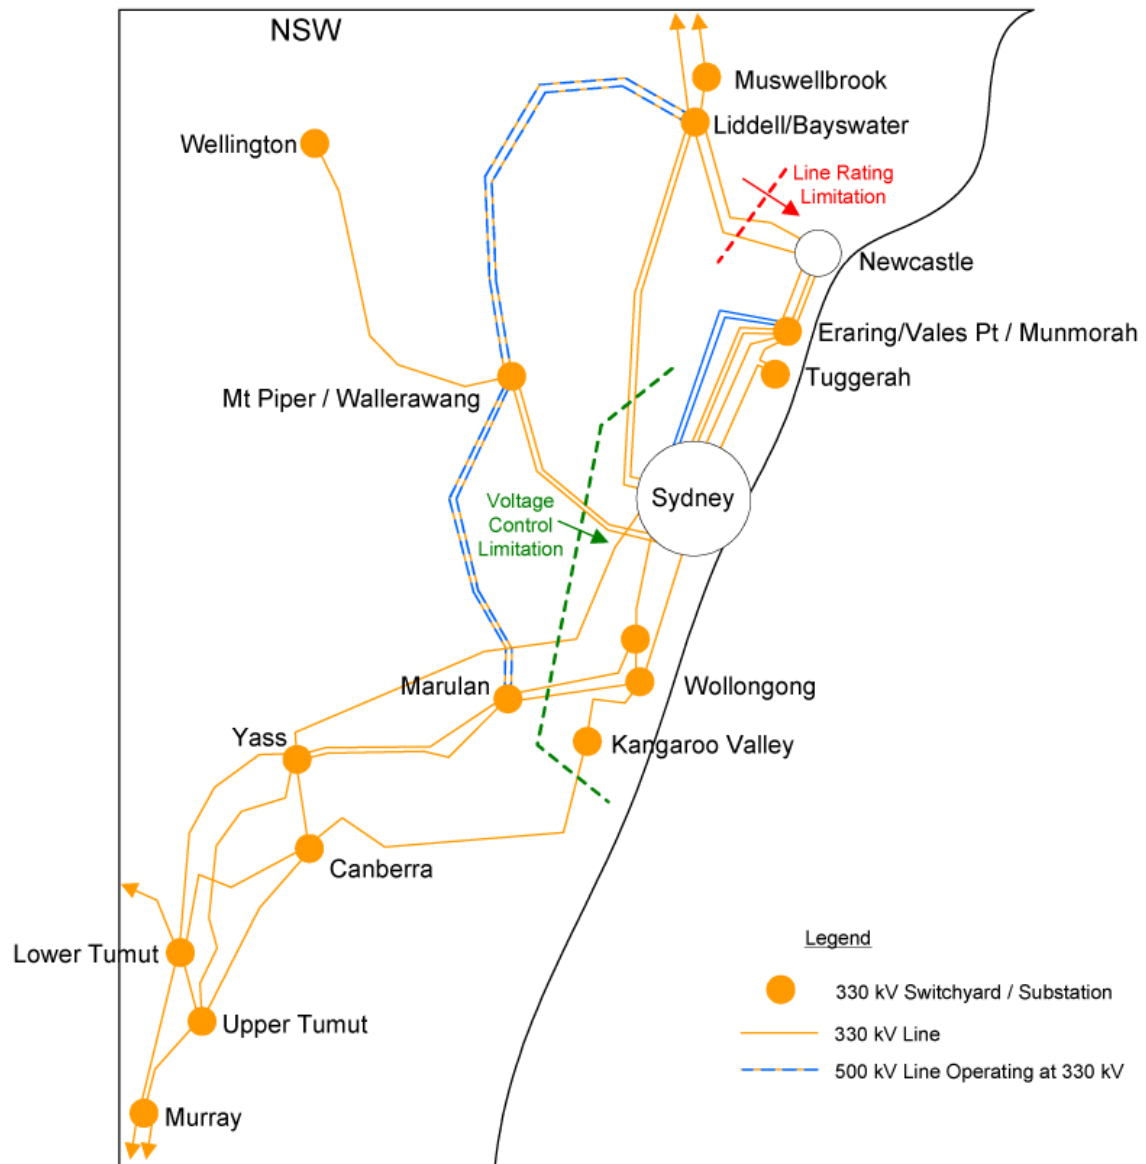 NSW
Muswellbrook
Liddell/Bayswater
Wellington
Line Rating
Limitation
Newcastle
Eraring/Vales Pt / Munmorah
Tuggerah
Mt Piper / Wallerawang
Sydney
Voltage
Control
Limitation
Marulan
Wollongong
Yass
Kangaroo Valley
Canberra
Lower Tumut
Upper Tumut
Murray
Legend
330 kV Switchyard / Substation
330 kV Line
500 kV Line Operating at 330 kV